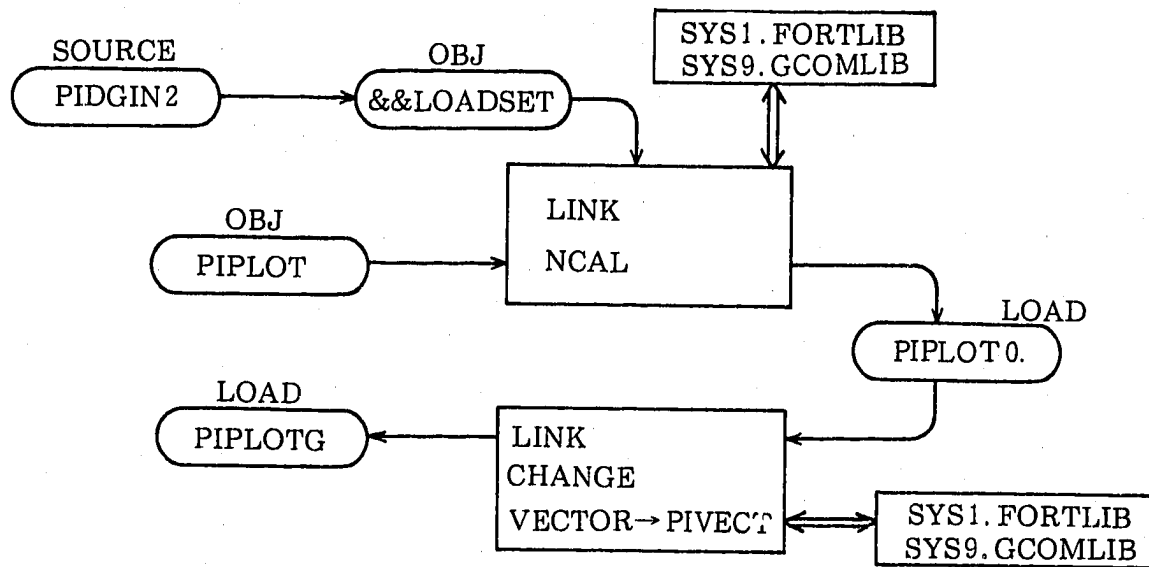 SOURCE
PIDGIN2
OBJ
&&LOADSET
SYS1.FORTLIB
SYS9.GCOMLIB
LINK
NCAL
OBJ
PIPLOT
LOAD
PIPLOT0.
LOAD
PIPLOTG
LINK
CHANGE
VECTOR→PIVECT
SYS1.FORTLIB
SYS9.GCOMLIB